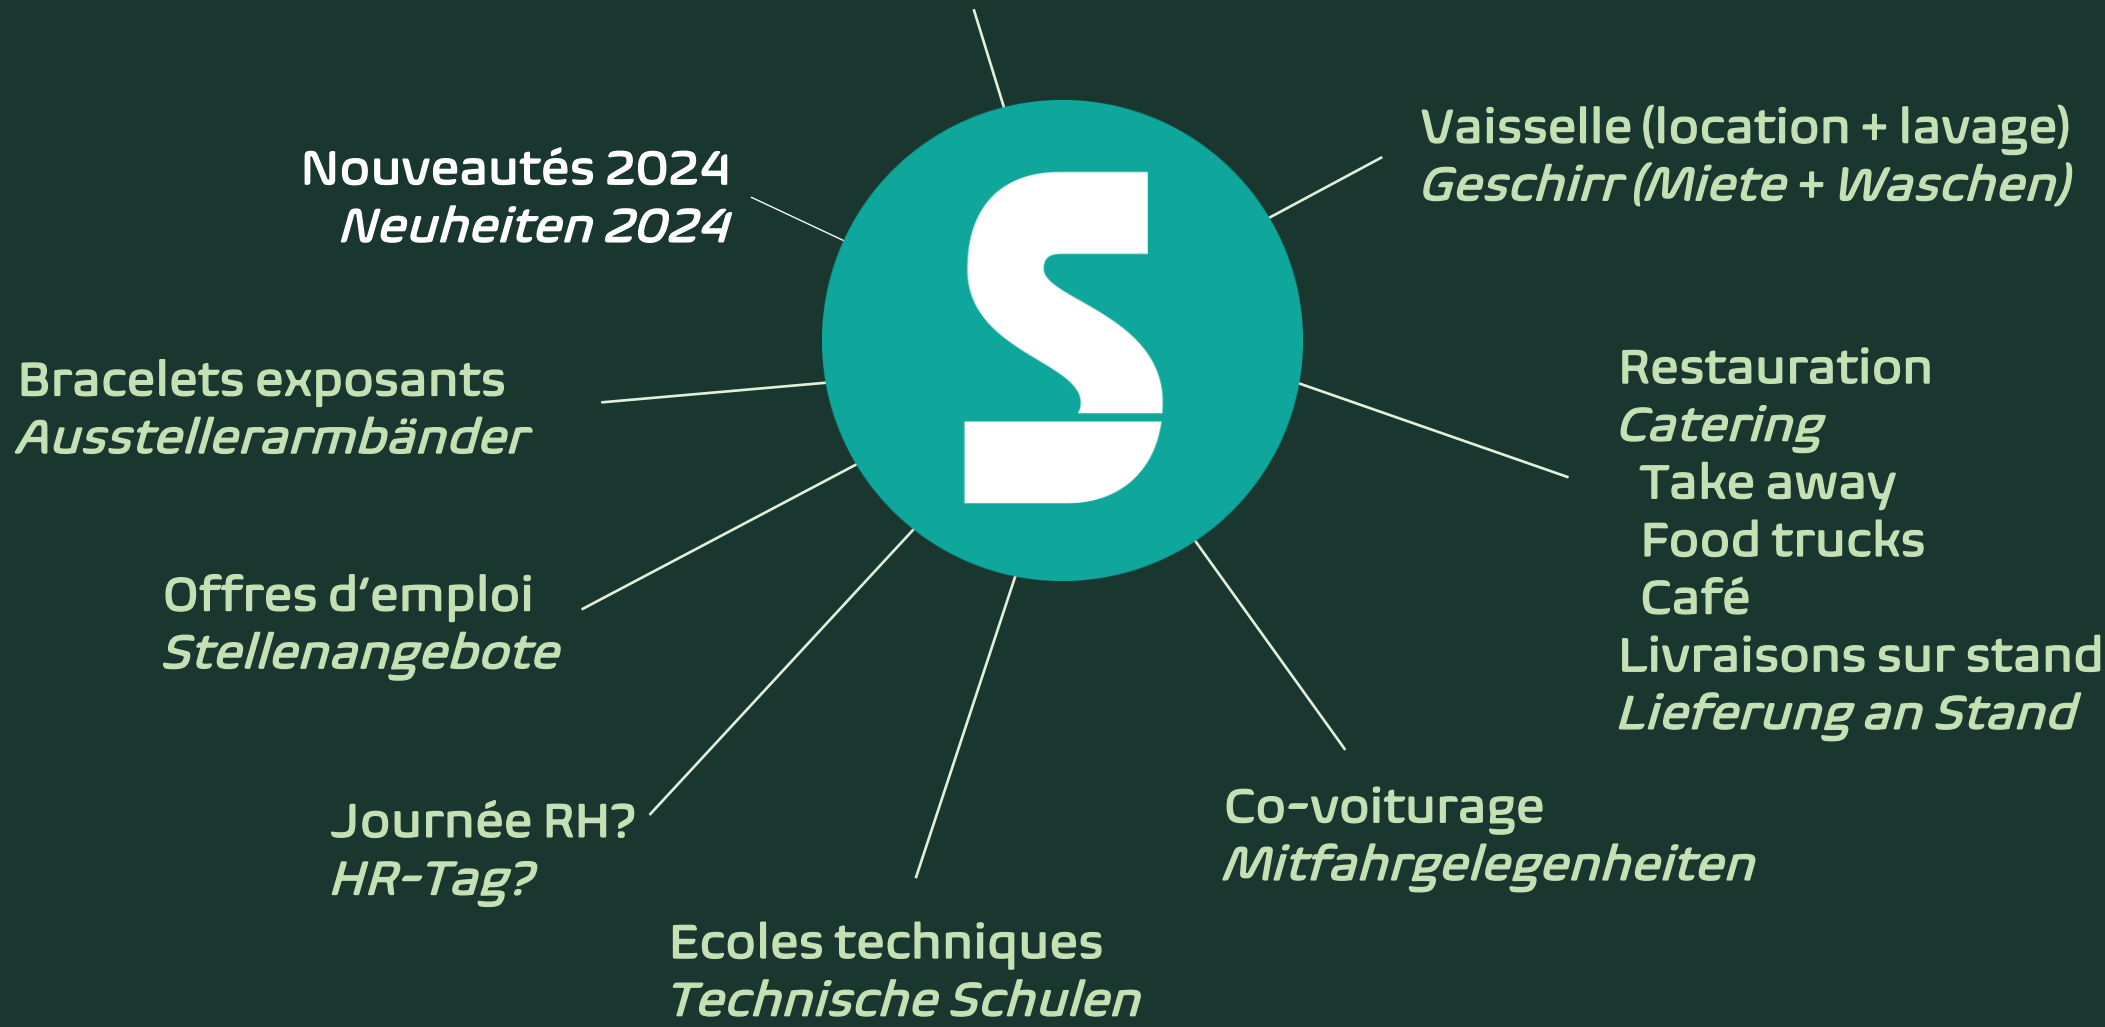 Nouveautés 2024
Neuheiten 2024
Vaisselle (location + lavage)
Geschirr (Miete + Waschen)
S
Bracelets exposants
Ausstellerarmbänder
Restauration
Catering
Take away
Food trucks
Café
Livraisons sur stand
Lieferung an Stand
Offres d’emploi
Stellenangebote
Journée RH?
HR-Tag?
Co-voiturage
Mitfahrgelegenheiten
Ecoles techniques
Technische Schulen